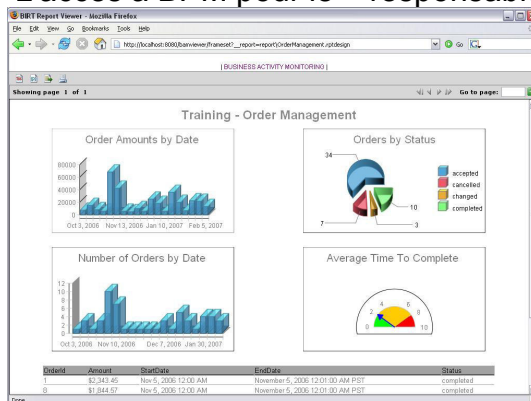 BIRT Report Viewer - Mozilla Firefox
File Edit View Go Bookmarks Tools Help
http://localhost:8080/bamviewer/frameset?__report=report\OrderManagement.rptdesign
Go
| BUSINESS ACTIVITY MONITORING |
Showing page 1 of 1
Go to page:
Training - Order Management
Order Amounts by Date
80000
60000
40000
20000
0
Oct 3, 2006 Nov 13, 2006 Jan 10, 2007 Feb 5, 2007
Orders by Status
34
10
3
7
accepted
cancelled
changed
completed
Number of Orders by Date
12
10
8
6
4
2
0
Oct 3, 2006 Nov 10, 2006 Dec 7, 2006 Jan 30, 2007
Average Time To Complete
0 2 4 6 8 10
OrderId Amount StartDate EndDate Status
1 $2,343.45 Nov 5, 2006 12:00 AM November 5, 2006 12:01:00 AM PST completed
8 $1,844.57 Nov 5, 2006 12:00 AM November 5, 2006 12:01:00 AM PST completed
Done